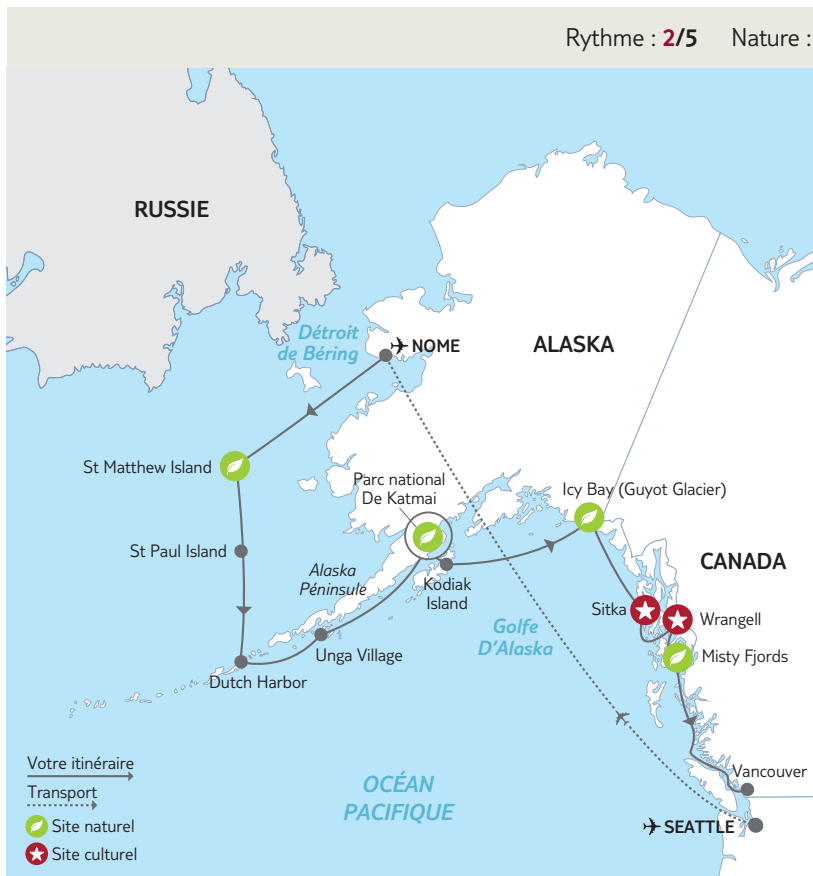 Rythme : 2/5 Nature :
RUSSIE
Détroit
de Béring
NOME
ALASKA
St Matthew Island
Parc national
De Katmai
Icy Bay (Guyot Glacier)
St Paul Island
CANADA
Alaska
Péninsule
Kodiak
Island
Sitka
Wrangell
Golfe
D'Alaska
Unga Village
Misty Fjords
Dutch Harbor
Votre itinéraire
Transport
Site naturel
Site culturel
OCÉAN
PACIFIQUE
Vancouver
SEATTLE